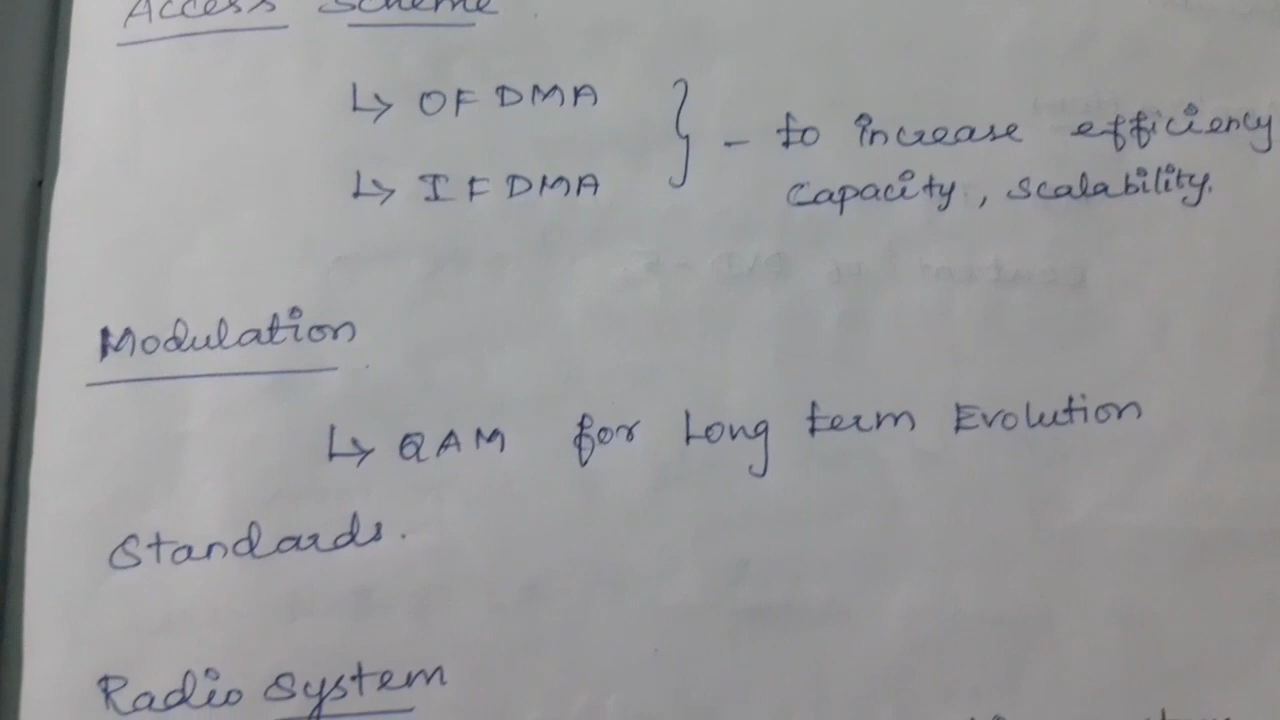 Access Scheme
↳ OFDMA
↳ IFDMA
} - to increase efficiency
capacity, scalability.
Modulation
↳ QAM for Long term Evolution
Standards.
Radio System